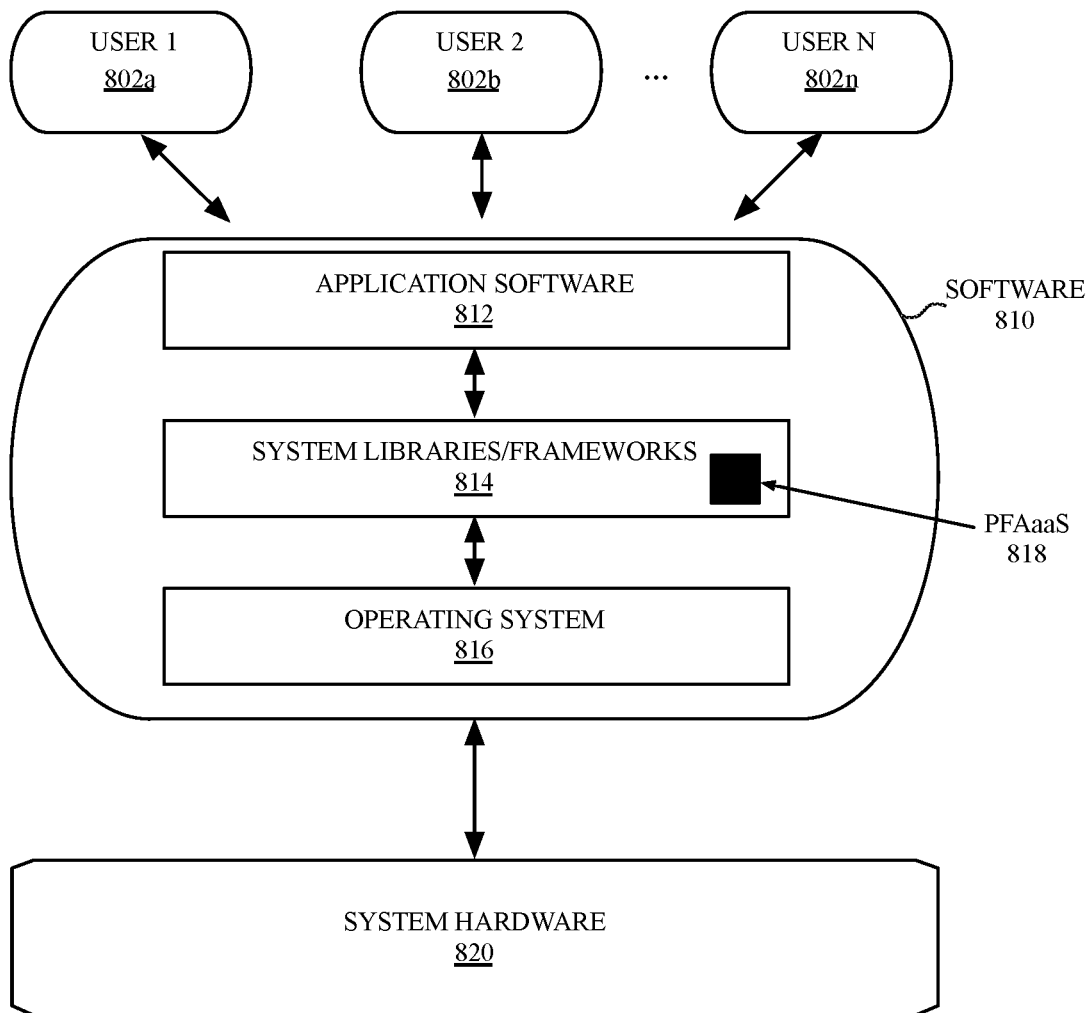 USER 1
802a
USER 2
802b
...
USER N
802n
APPLICATION SOFTWARE
812
SOFTWARE
810
SYSTEM LIBRARIES/FRAMEWORKS
814
PFAaaS
818
OPERATING SYSTEM
816
SYSTEM HARDWARE
820